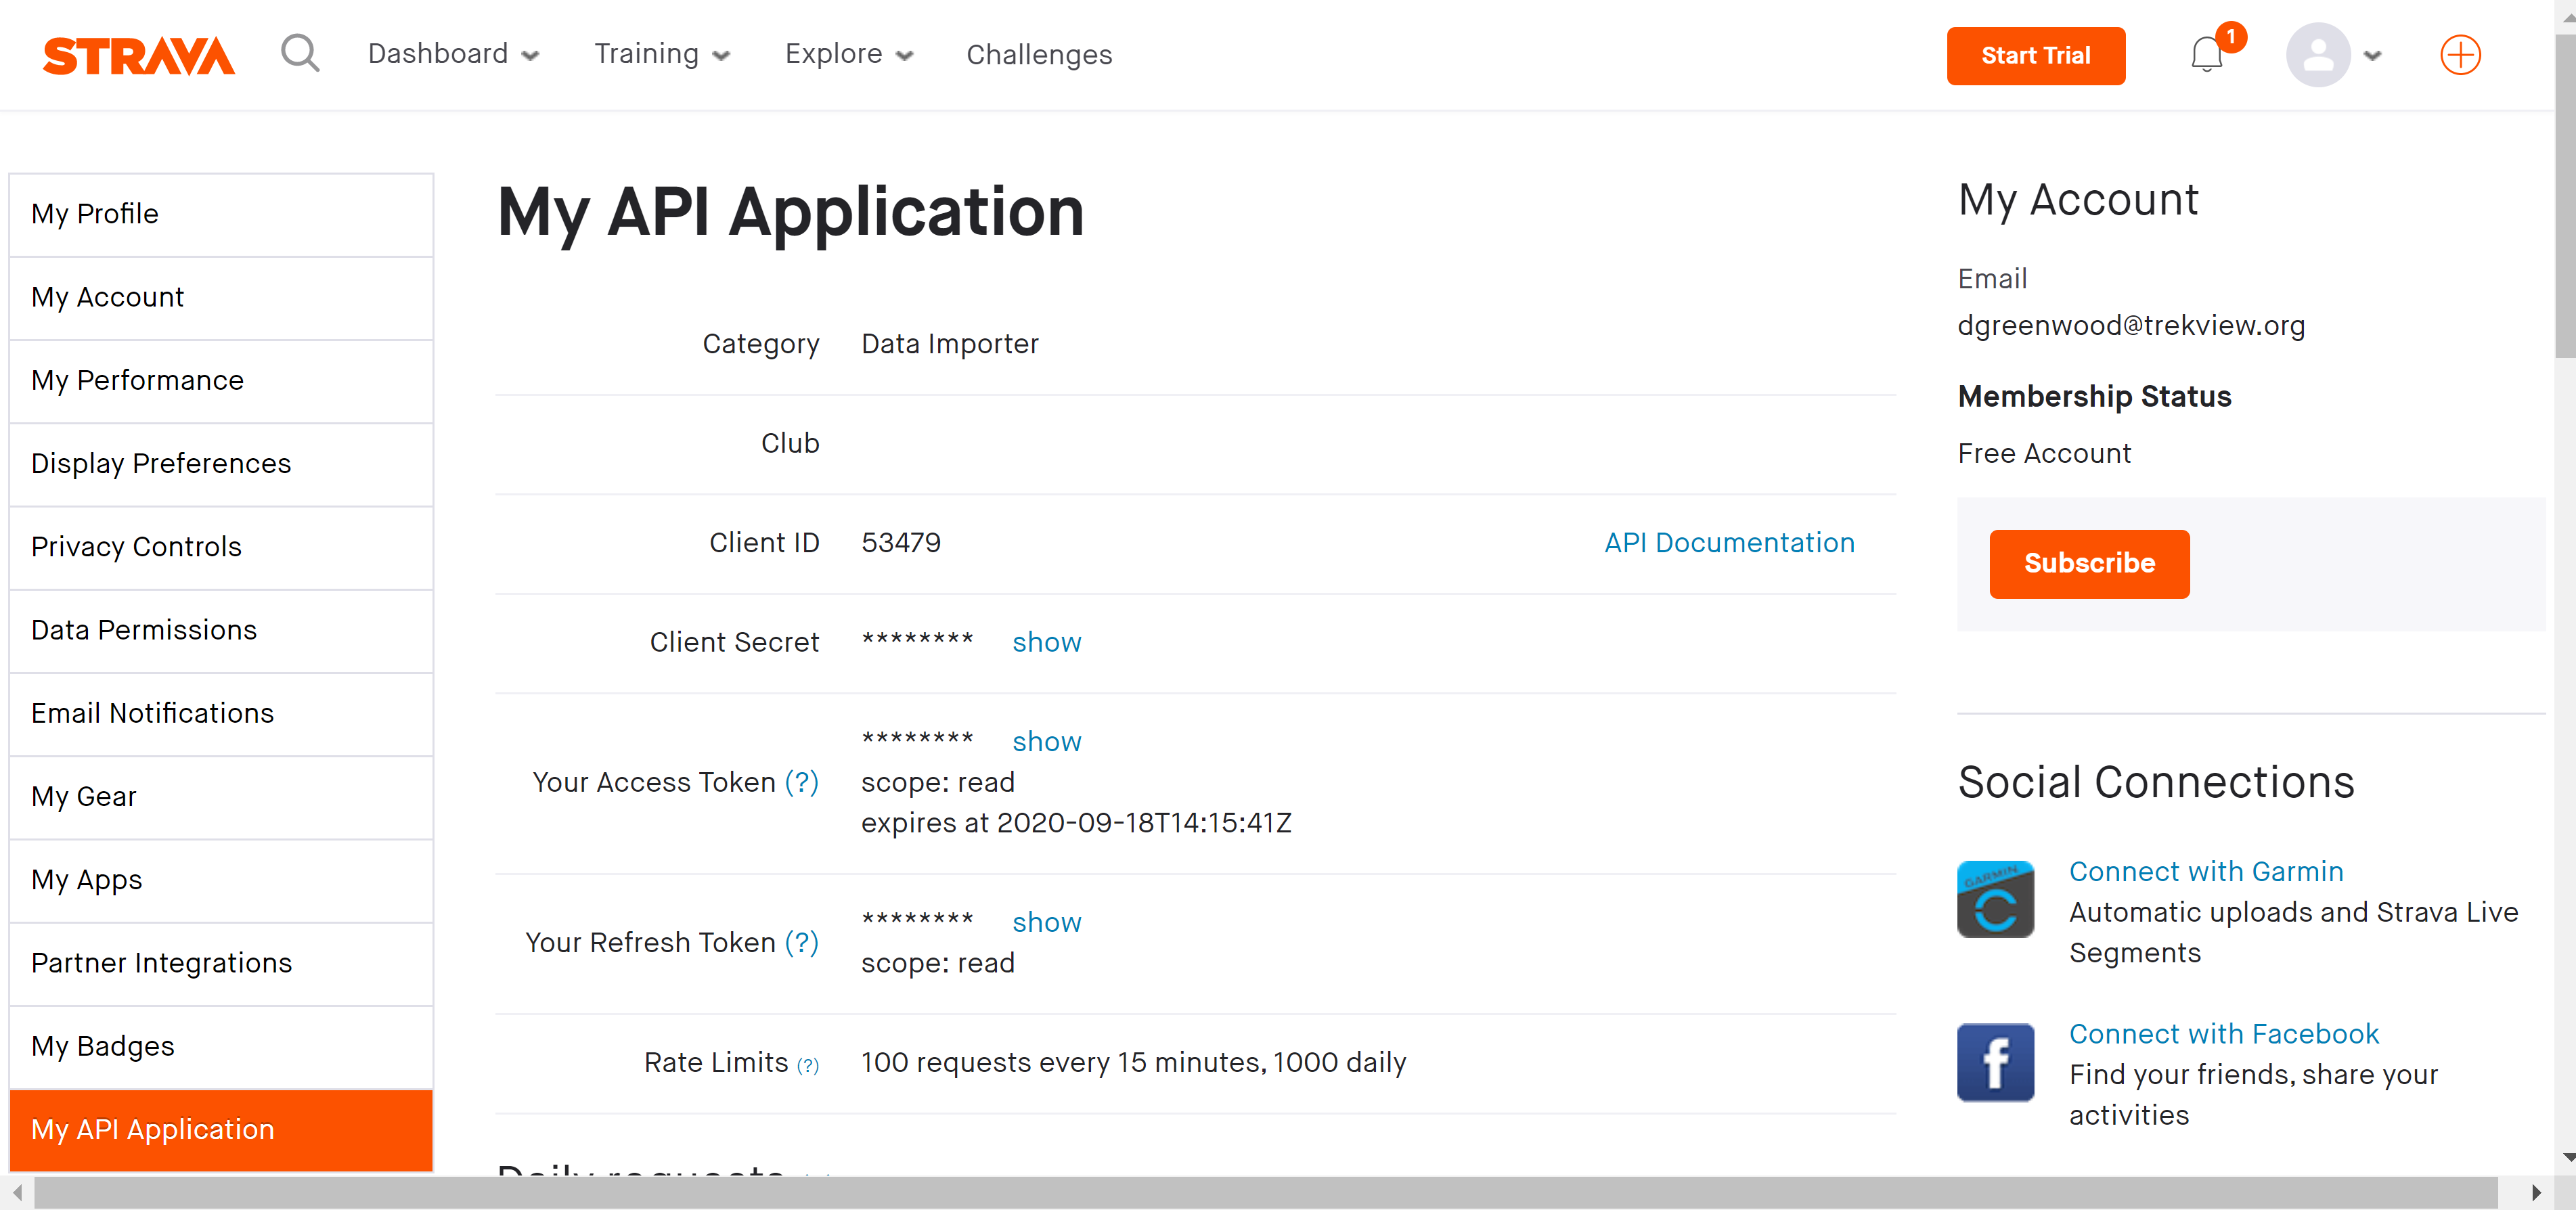 STRAVA
Dashboard
Training
Explore
Challenges
Start Trial
1
My Profile
My Account
My Performance
Display Preferences
Privacy Controls
Data Permissions
Email Notifications
My Gear
My Apps
Partner Integrations
My Badges
My API Application
My API Application
Category Data Importer
Club
Client ID 53479 API Documentation
Client Secret ******** show
Your Access Token (?) ******** show
scope: read
expires at 2020-09-18T14:15:41Z
Your Refresh Token (?) ******** show
scope: read
Rate Limits (?) 100 requests every 15 minutes, 1000 daily
Daily requests
My Account
Email
dgreenwood@trekview.org
Membership Status
Free Account
Subscribe
Social Connections
GARMIN
Connect with Garmin
Automatic uploads and Strava Live
Segments
f
Connect with Facebook
Find your friends, share your
activities